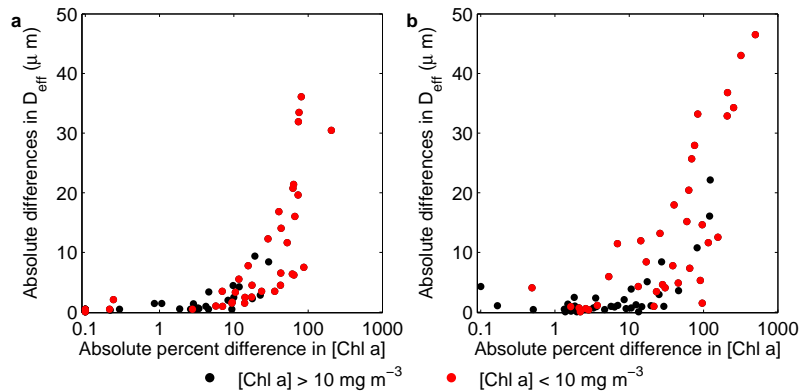 a
50
40
30
20
10
0
Absolute differences in D_eff (μ m)
0.1 1 10 100 1000
Absolute percent difference in [Chl a]
b
50
40
30
20
10
0
Absolute differences in D_eff (μ m)
0.1 1 10 100 1000
Absolute percent difference in [Chl a]
[Chl a] > 10 mg m⁻³
[Chl a] < 10 mg m⁻³